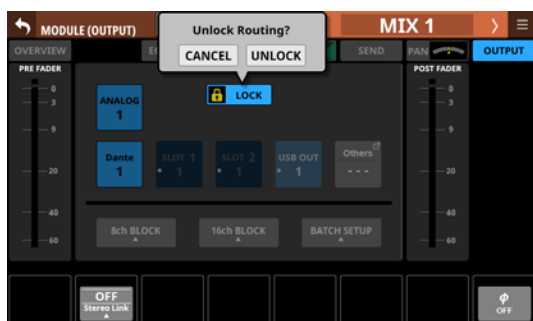 MODULE (OUTPUT)
Unlock Routing?
CANCEL
UNLOCK
MIX 1
OVERVIEW
SEND
PAN
OUTPUT
PRE FADER
POST FADER
0
3
9
20
40
60
LOCK
ANALOG
1
Dante
1
SLOT 1
1
SLOT 2
1
USB OUT
1
Others
---
8ch BLOCK
16ch BLOCK
BATCH SETUP
0
3
9
20
40
60
OFF
Stereo Link
φ
OFF